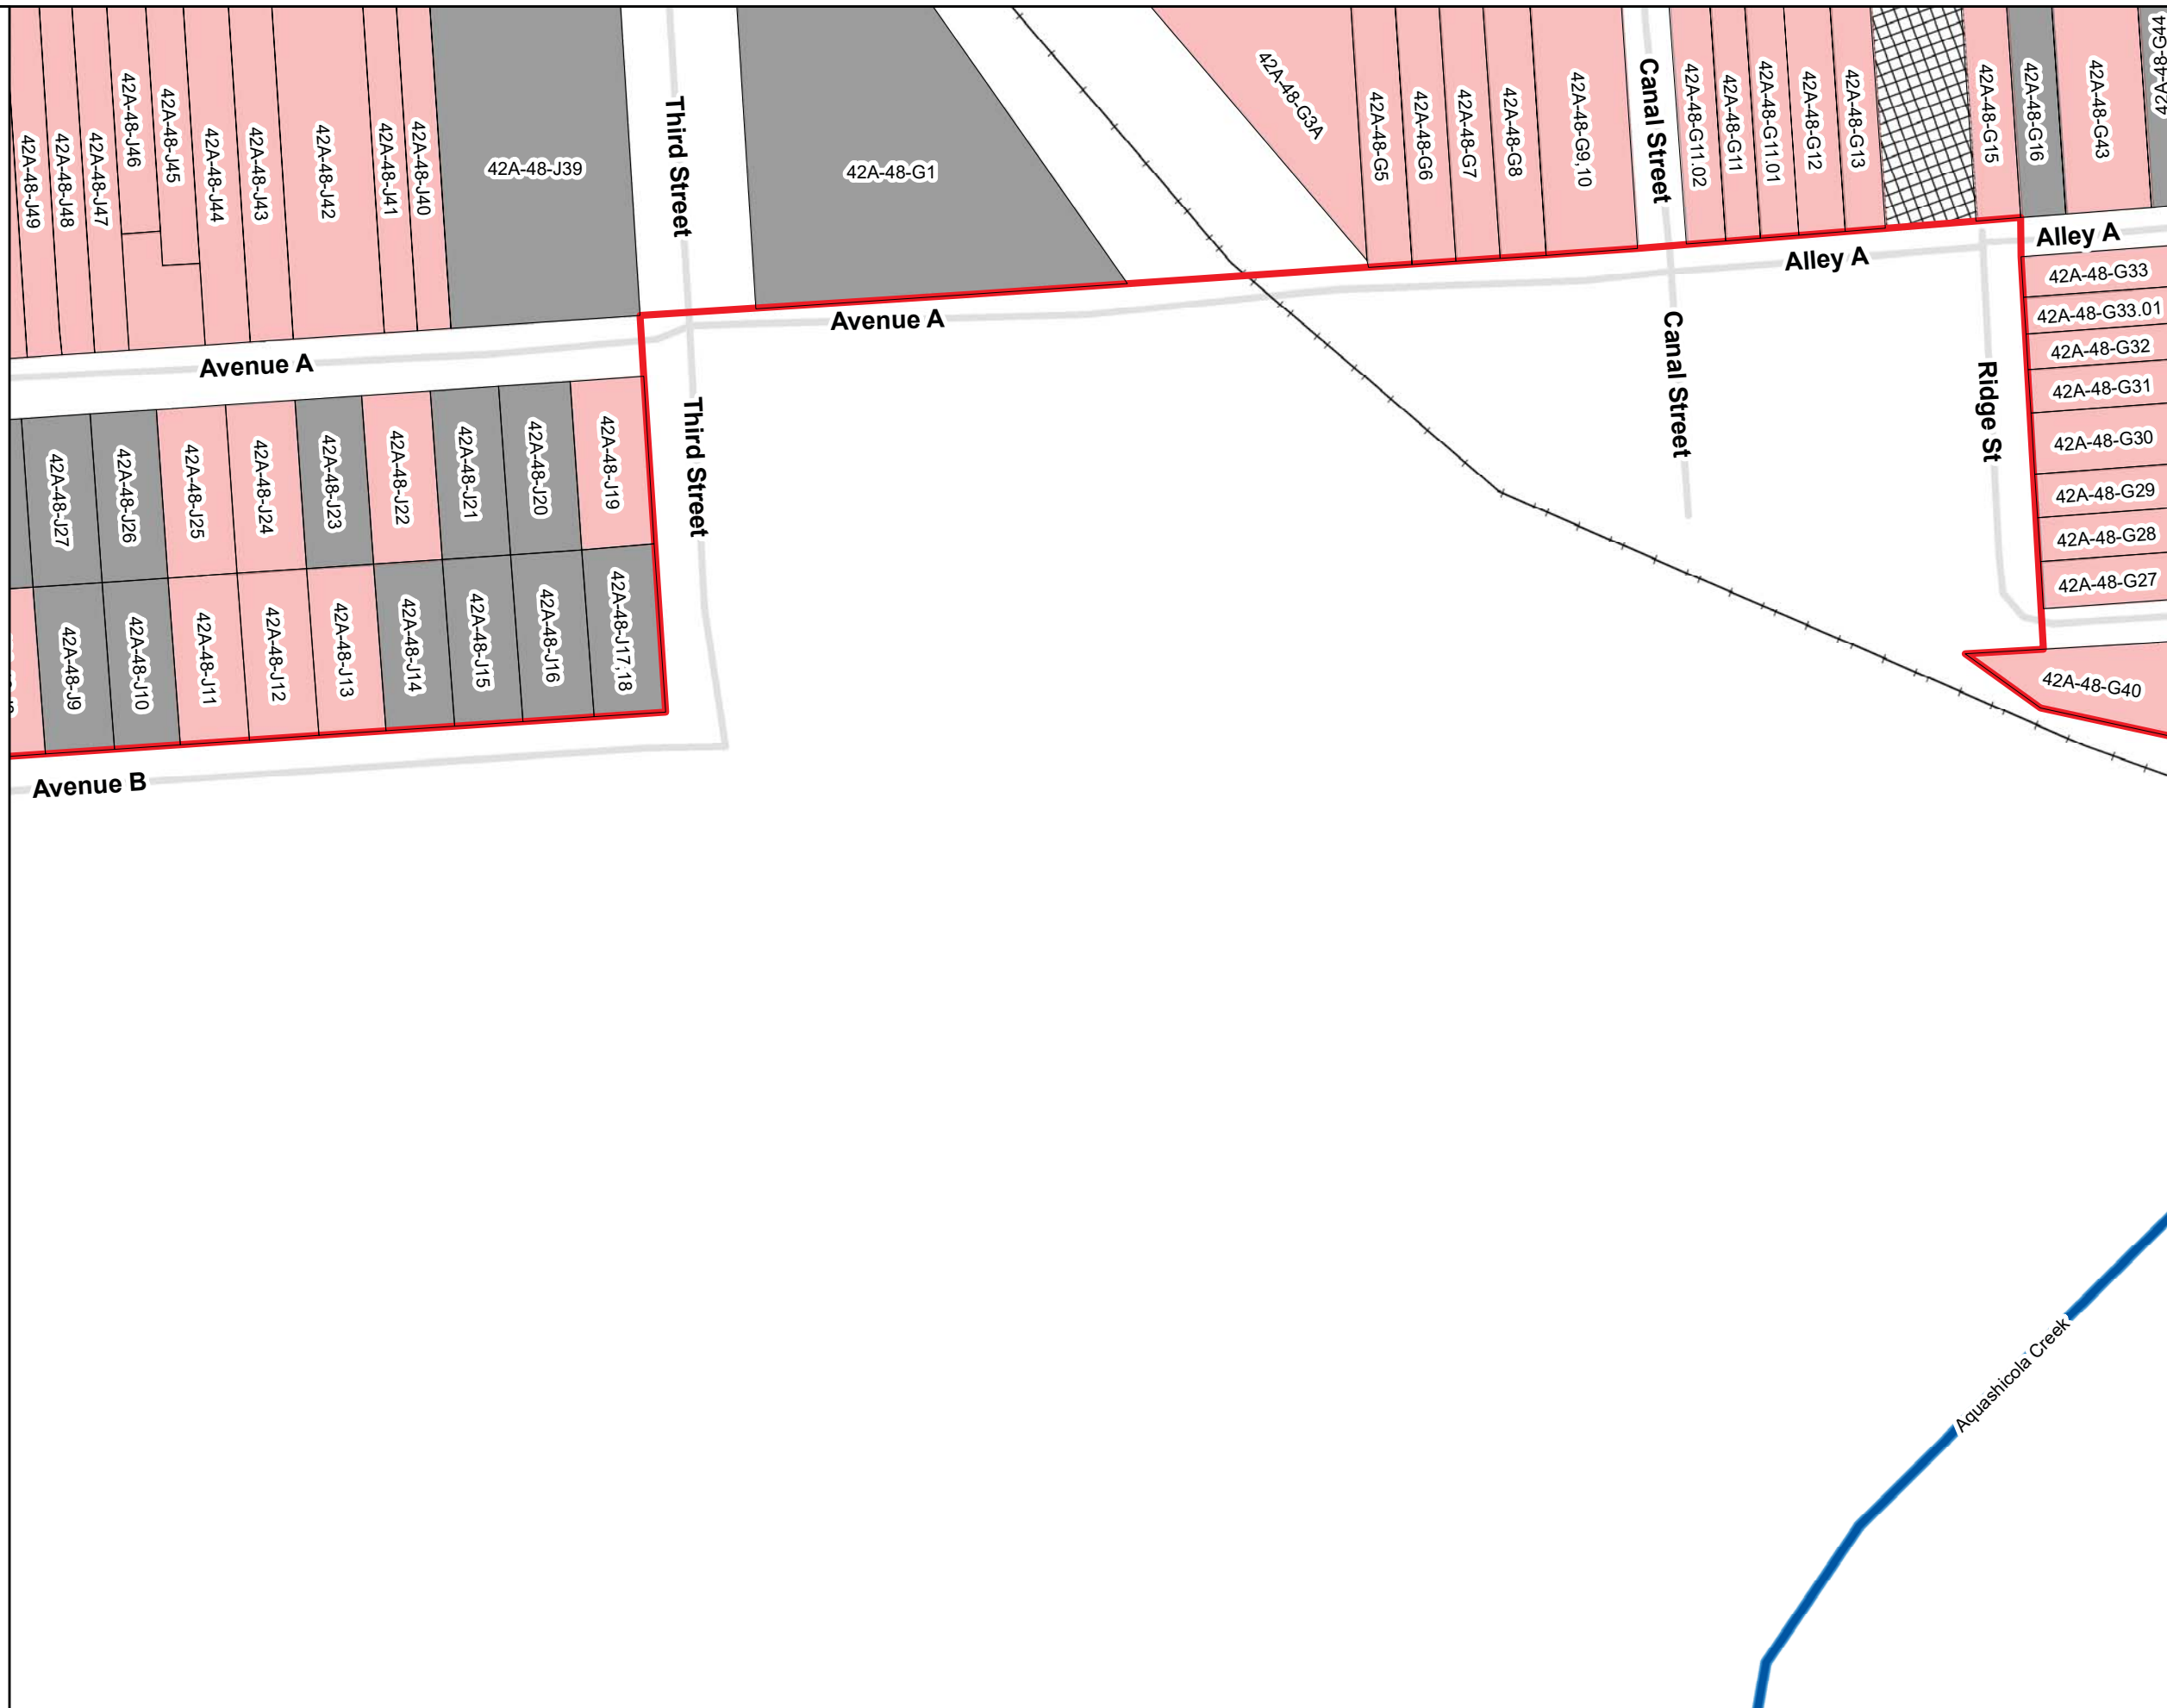 42A-48-J49
42A-48-J48
42A-48-J47
42A-48-J46
42A-48-J45
42A-48-J44
42A-48-J43
42A-48-J42
42A-48-J41
42A-48-J40
42A-48-J39
Third Street
42A-48-G1
42A-48-G3A
42A-48-G5
42A-48-G6
42A-48-G7
42A-48-G8
42A-48-G9,10
Canal Street
42A-48-G11.02
42A-48-G11
42A-48-G11.01
42A-48-G12
42A-48-G13
42A-48-G15
42A-48-G16
42A-48-G43
42A-48-G44
Alley A
Alley A
Avenue A
Avenue A
42A-48-G33
42A-48-G33.01
42A-48-G32
42A-48-G31
42A-48-G30
42A-48-G29
42A-48-G28
42A-48-G27
42A-48-G40
Ridge St
Canal Street
Third Street
42A-48-J27
42A-48-J26
42A-48-J25
42A-48-J24
42A-48-J23
42A-48-J22
42A-48-J21
42A-48-J20
42A-48-J19
42A-48-J9
42A-48-J10
42A-48-J11
42A-48-J12
42A-48-J13
42A-48-J14
42A-48-J15
42A-48-J16
42A-48-J17,18
Avenue B
Aquashicola Creek